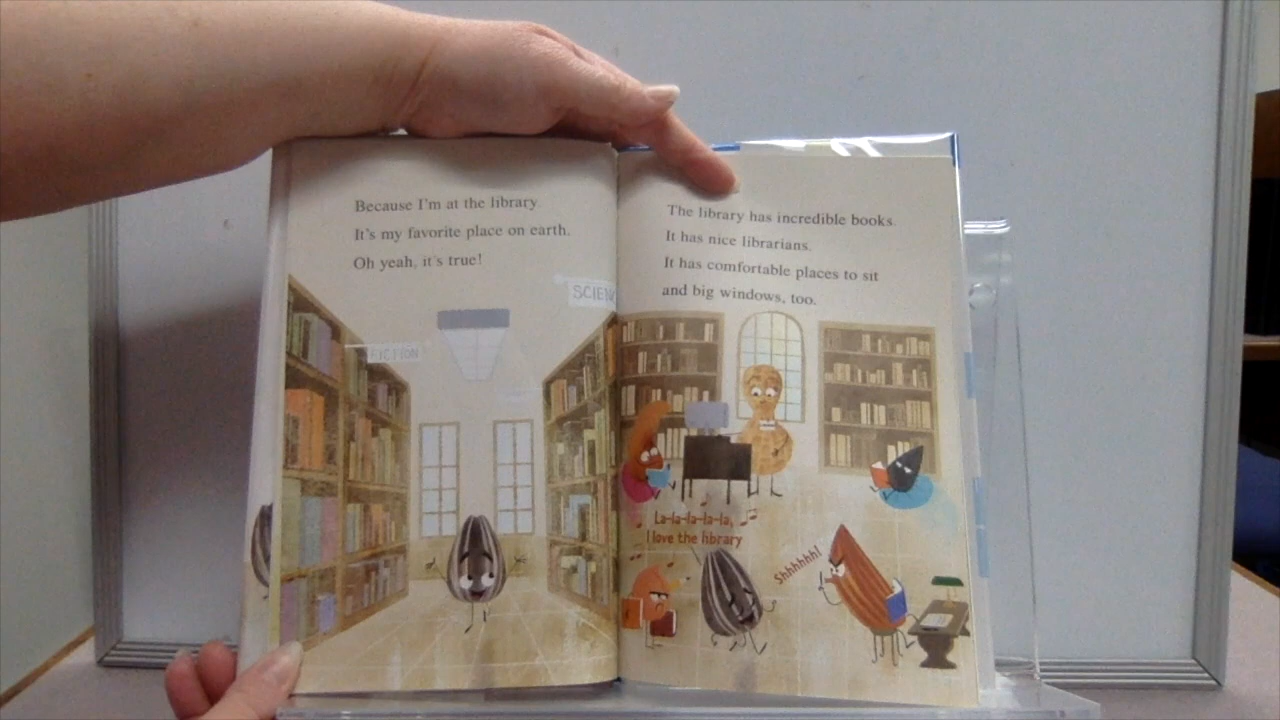 Because I'm at the library.
It's my favorite place on earth.
Oh yeah, it's true!
FICTION
SCIENC
The library has incredible books.
It has nice librarians.
It has comfortable places to sit
and big windows, too.
La-la-la-la-la,
I love the library
Shhhhhh!